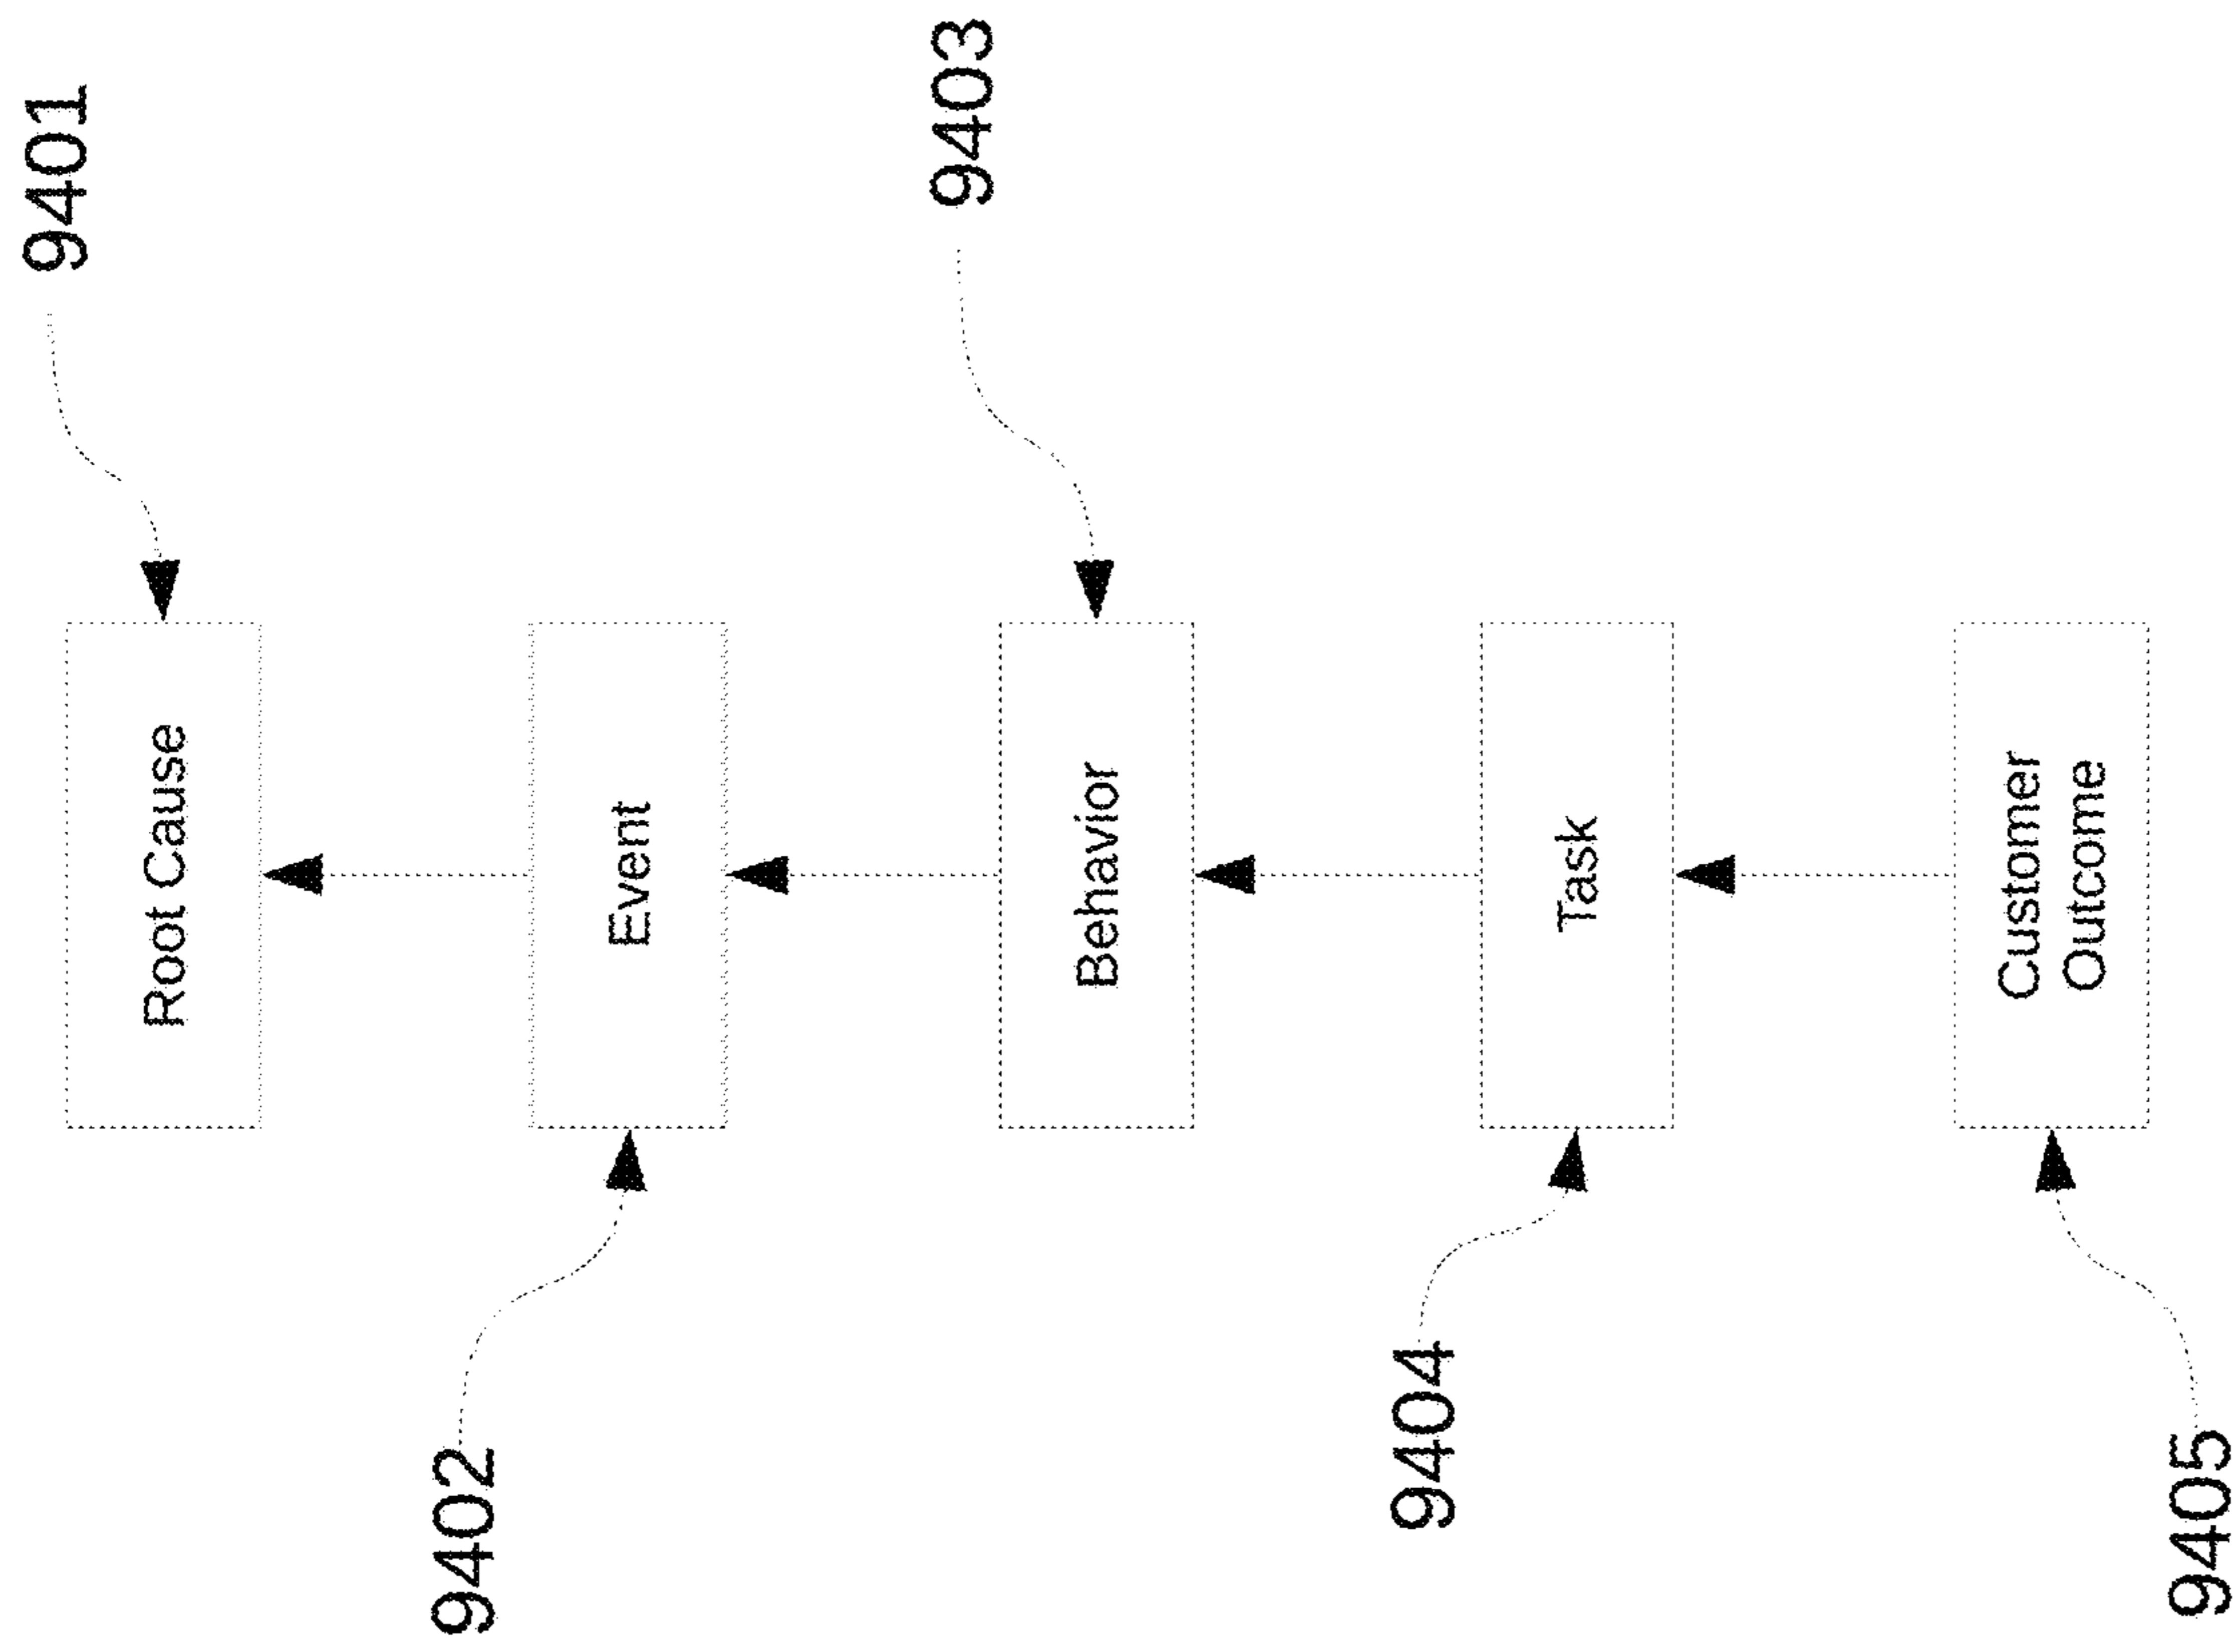 9401
Root Cause
9402
Event
9403
Behavior
9404
Task
9405
Customer
Outcome